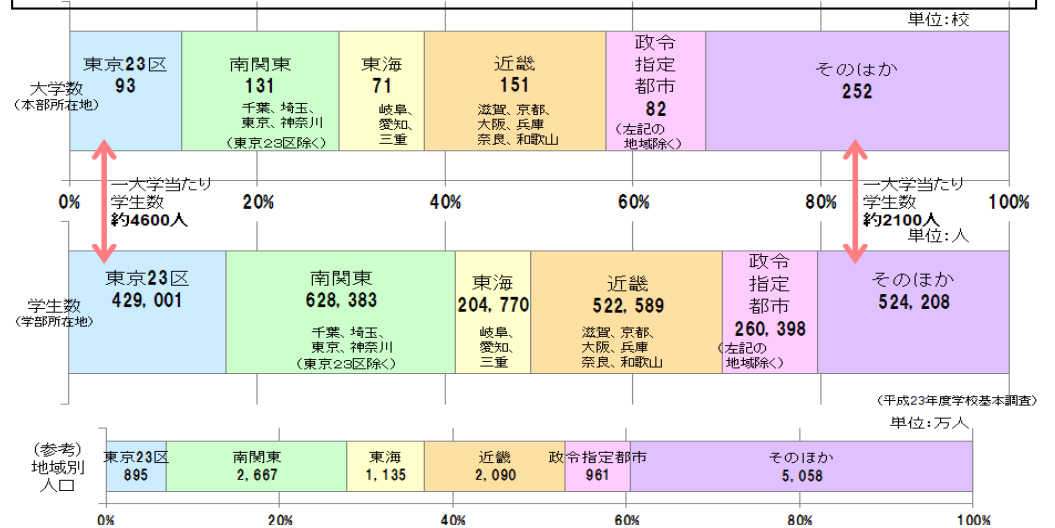 単位:校
東京23区
93
南関東
131
千葉、埼玉、
東京、神奈川
(東京23区除く)
東海
71
岐阜、
愛知、
三重
近畿
151
滋賀、京都、
大阪、兵庫
奈良、和歌山
政令
指定
都市
82
(左記の
地域除く)
そのほか
252
大学数
(本部所在地)
0%
20%
40%
60%
80%
100%
一大学当たり
学生数
約4600人
一大学当たり
学生数
約2100人
単位:人
東京23区
429,001
南関東
628,383
千葉、埼玉、
東京、神奈川
(東京23区除く)
東海
204,770
岐阜、
愛知、
三重
近畿
522,589
滋賀、京都、
大阪、兵庫
奈良、和歌山
政令
指定
都市
260,398
(左記の
地域除く)
そのほか
524,208
学生数
(学部所在地)
(平成23年度学校基本調査)
単位:万人
(参考)
地域別
人口
東京23区
895
南関東
2,667
東海
1,135
近畿
2,090
政令指定都市
961
そのほか
5,058
0%
20%
40%
60%
80%
100%